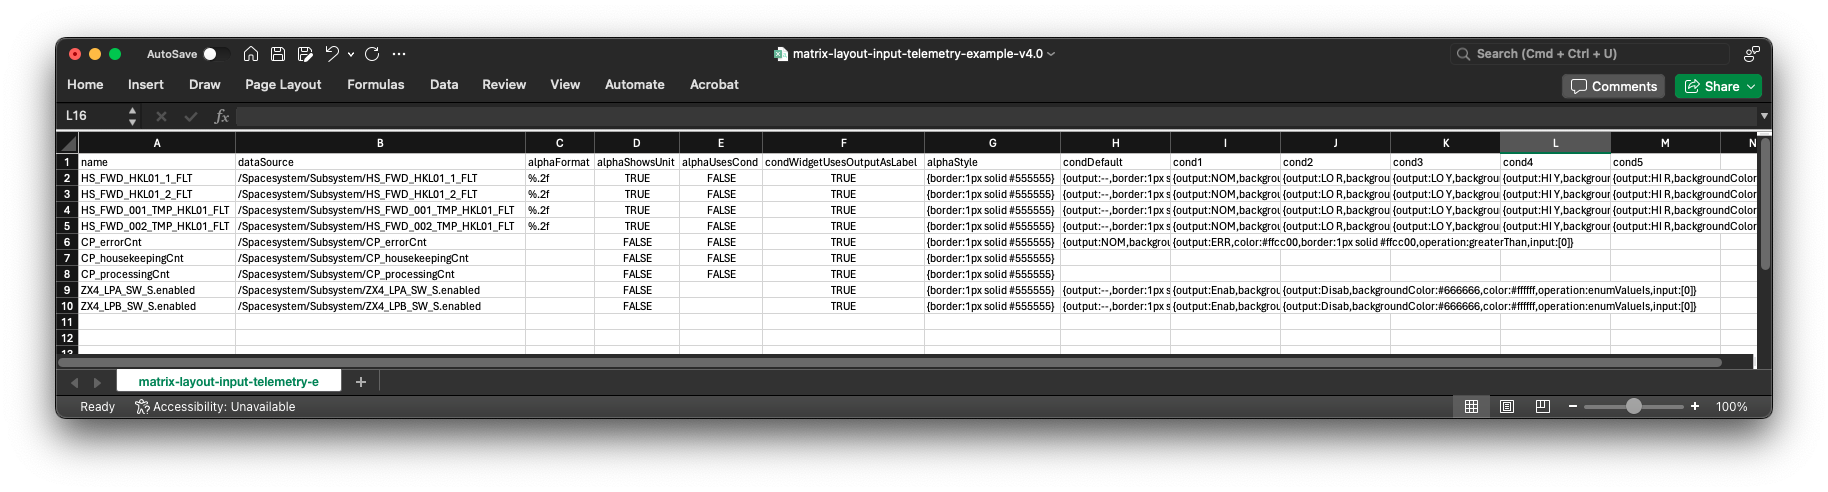 AutoSave matrix-layout-input-telemetry-example-v4.0 Search (Cmd + Ctrl + U)
Home Insert Draw Page Layout Formulas Data Review View Automate Acrobat Comments Share
L16 fx
A B C D E F G H I J K L M N
1 name dataSource alphaFormat alphaShowsUnit alphaUsesCond condWidgetUsesOutputAsLabel alphaStyle condDefault cond1 cond2 cond3 cond4 cond5
2 HS_FWD_HKL01_1_FLT /Spacesystem/Subsystem/HS_FWD_HKL01_1_FLT %.2f TRUE FALSE TRUE {border:1px solid #555555} {output:--,border:1px s {output:NOM,backgrou {output:LO R,backgrou {output:LO Y,backgrou {output:HI Y,backgroun {output:HI R,backgroundColor
3 HS_FWD_HKL01_2_FLT /Spacesystem/Subsystem/HS_FWD_HKL01_2_FLT %.2f TRUE FALSE TRUE {border:1px solid #555555} {output:--,border:1px s {output:NOM,backgrou {output:LO R,backgrou {output:LO Y,backgrou {output:HI Y,backgroun {output:HI R,backgroundColor
4 HS_FWD_001_TMP_HKL01_FLT /Spacesystem/Subsystem/HS_FWD_001_TMP_HKL01_FLT %.2f TRUE FALSE TRUE {border:1px solid #555555} {output:--,border:1px s {output:NOM,backgrou {output:LO R,backgrou {output:LO Y,backgrou {output:HI Y,backgroun {output:HI R,backgroundColor
5 HS_FWD_002_TMP_HKL01_FLT /Spacesystem/Subsystem/HS_FWD_002_TMP_HKL01_FLT %.2f TRUE FALSE TRUE {border:1px solid #555555} {output:--,border:1px s {output:NOM,backgrou {output:LO R,backgrou {output:LO Y,backgrou {output:HI Y,backgroun {output:HI R,backgroundColor
6 CP_errorCnt /Spacesystem/Subsystem/CP_errorCnt FALSE FALSE TRUE {border:1px solid #555555} {output:NOM,backgrou {output:ERR,color:#ffcc00,border:1px solid #ffcc00,operation:greaterThan,input:[0]}
7 CP_housekeepingCnt /Spacesystem/Subsystem/CP_housekeepingCnt FALSE FALSE TRUE {border:1px solid #555555}
8 CP_processingCnt /Spacesystem/Subsystem/CP_processingCnt FALSE FALSE TRUE {border:1px solid #555555}
9 ZX4_LPA_SW_S.enabled /Spacesystem/Subsystem/ZX4_LPA_SW_S.enabled FALSE TRUE {border:1px solid #555555} {output:--,border:1px s {output:Enab,backgrou {output:Disab,backgroundColor:#666666,color:#ffffff,operation:enumValueIs,input:[0]}
10 ZX4_LPB_SW_S.enabled /Spacesystem/Subsystem/ZX4_LPB_SW_S.enabled FALSE TRUE {border:1px solid #555555} {output:--,border:1px s {output:Enab,backgrou {output:Disab,backgroundColor:#666666,color:#ffffff,operation:enumValueIs,input:[0]}
11
12
13
matrix-layout-input-telemetry-e +
Ready Accessibility: Unavailable 100%